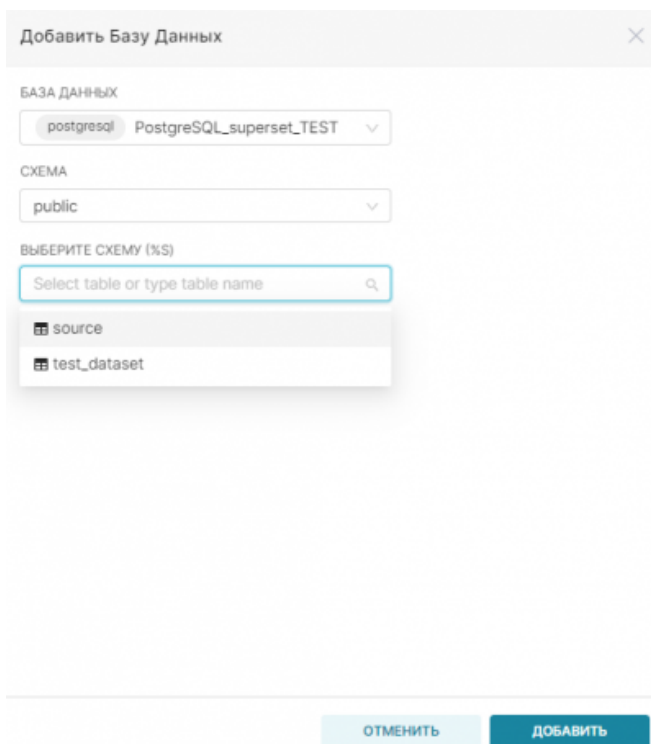 Добавить Базу Данных
БАЗА ДАННЫХ
postgresql PostgreSQL_superset_TEST
СХЕМА
public
ВЫБЕРИТЕ СХЕМУ (%S)
Select table or type table name
source
test_dataset
ОТМЕНИТЬ ДОБАВИТЬ